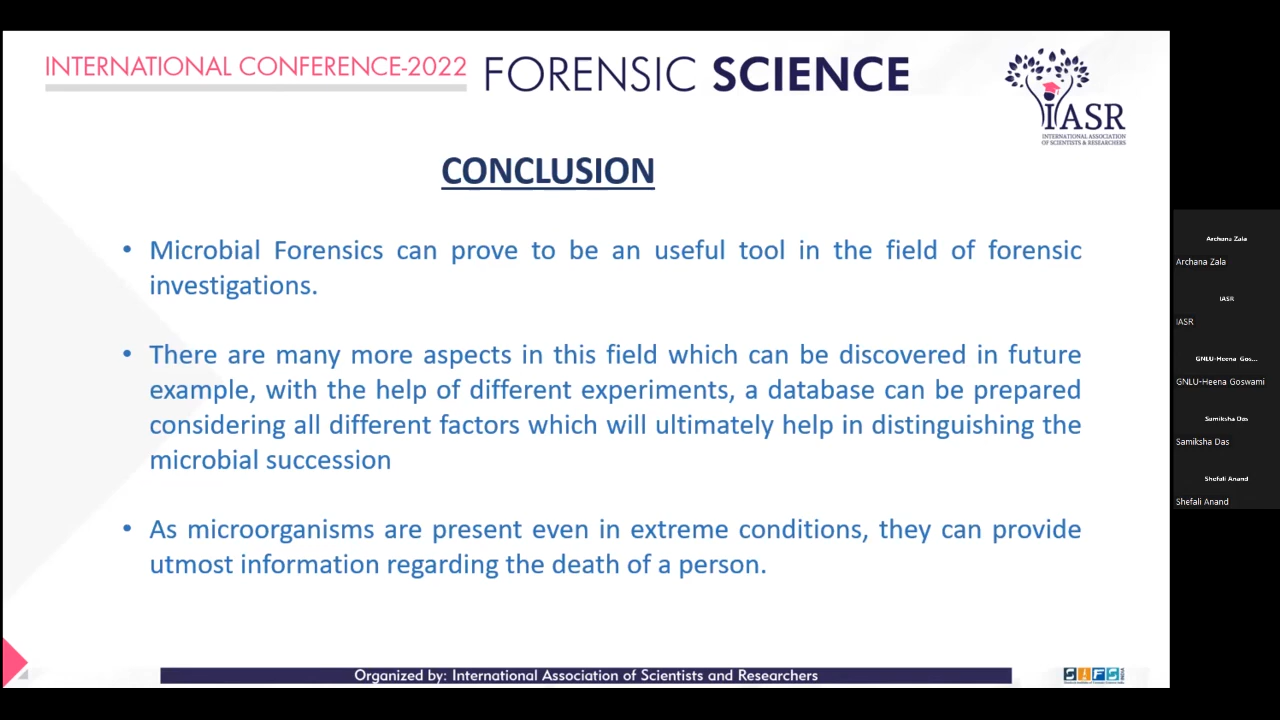 INTERNATIONAL CONFERENCE-2022 FORENSIC SCIENCE
IASR
INTERNATIONAL ASSOCIATION
OF SCIENTISTS & RESEARCHERS
CONCLUSION
• Microbial Forensics can prove to be an useful tool in the field of forensic
investigations.
• There are many more aspects in this field which can be discovered in future
example, with the help of different experiments, a database can be prepared
considering all different factors which will ultimately help in distinguishing the
microbial succession
• As microorganisms are present even in extreme conditions, they can provide
utmost information regarding the death of a person.
Organized by: International Association of Scientists and Researchers
SIFS
INDIA
Archana Zala
Archana Zala
IASR
IASR
GNLU-Heena Gos...
GNLU-Heena Goswami
Samiksha Das
Samiksha Das
Shefali Anand
Shefali Anand